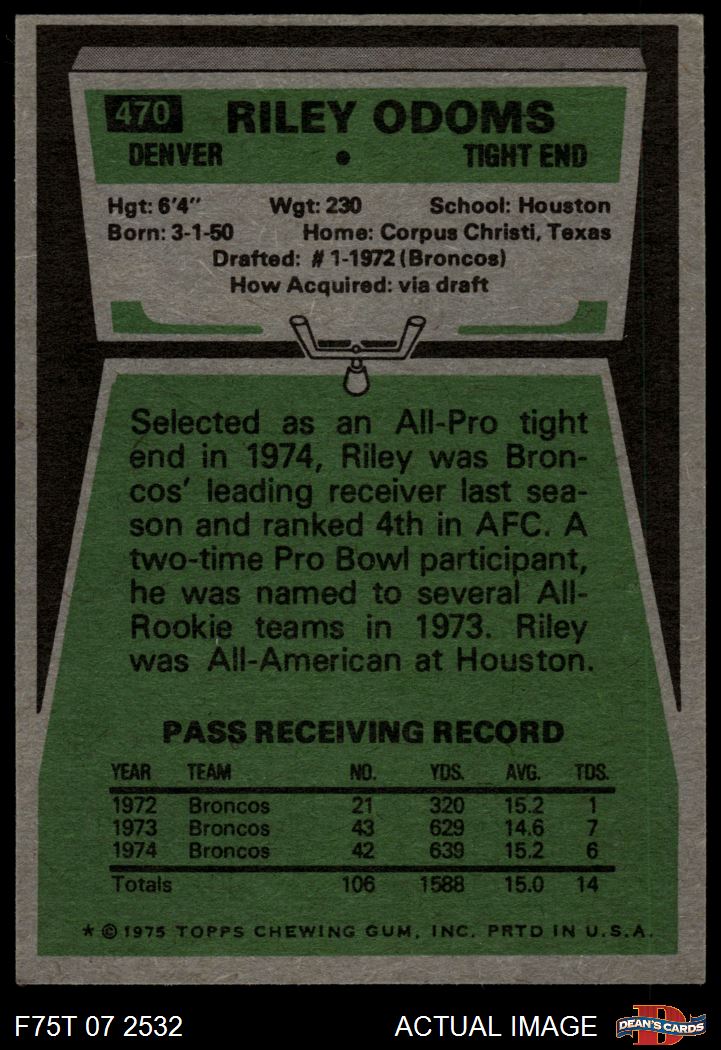 470 RILEY ODOMS
DENVER • TIGHT END
Hgt: 6'4" Wgt: 230 School: Houston
Born: 3-1-50 Home: Corpus Christi, Texas
Drafted: #1-1972 (Broncos)
How Acquired: via draft
Selected as an All-Pro tight
end in 1974, Riley was Bron-
cos' leading receiver last sea-
son and ranked 4th in AFC. A
two-time Pro Bowl participant,
he was named to several All-
Rookie teams in 1973. Riley
was All-American at Houston.
PASS RECEIVING RECORD
YEAR TEAM NO. YDS. AVG. TDS.
1972 Broncos 21 320 15.2 1
1973 Broncos 43 629 14.6 7
1974 Broncos 42 639 15.2 6
Totals 106 1588 15.0 14
* © 1975 TOPPS CHEWING GUM, INC. PRTD IN U.S.A.
F75T 07 2532 ACTUAL IMAGE D DEAN'S CARDS